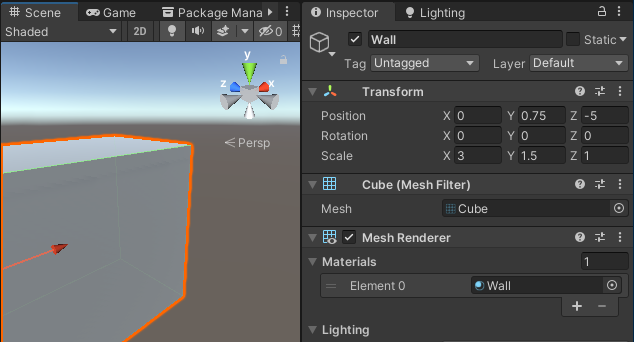 Scene Game Package Mana
Shaded 2D 0
y
z x
Persp
Inspector Lighting
Wall Static
Tag Untagged Layer Default
Transform
Position X 0 Y 0.75 Z -5
Rotation X 0 Y 0 Z 0
Scale X 3 Y 1.5 Z 1
Cube (Mesh Filter)
Mesh Cube
Mesh Renderer
Materials 1
Element 0 Wall
Lighting